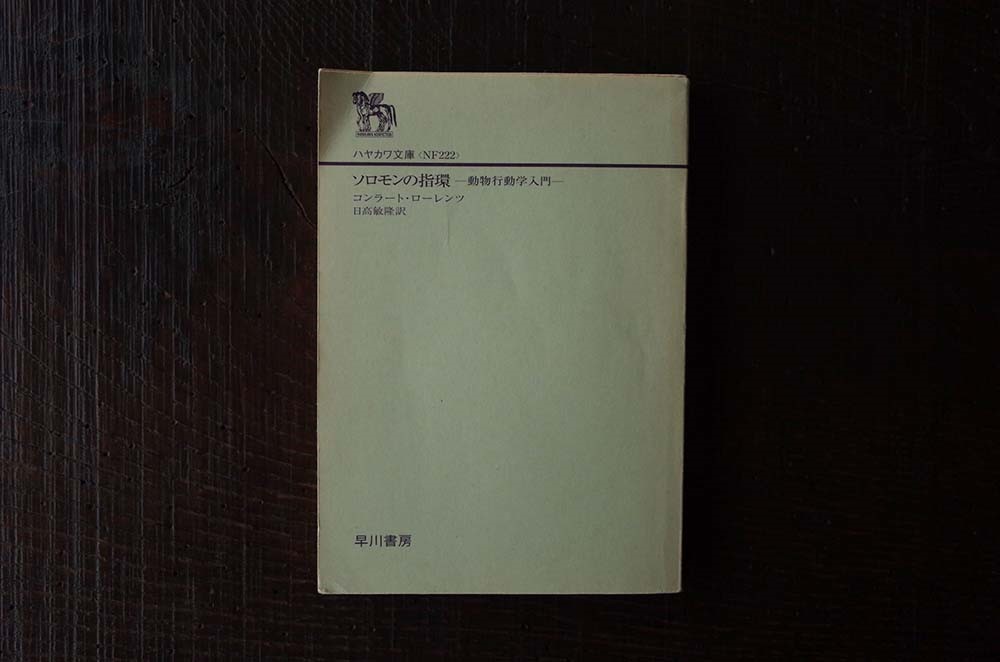 ハヤカワ文庫〈NF222〉
ソロモンの指環 ―動物行動学入門―
コンラート・ローレンツ
日高敏隆訳
早川書房